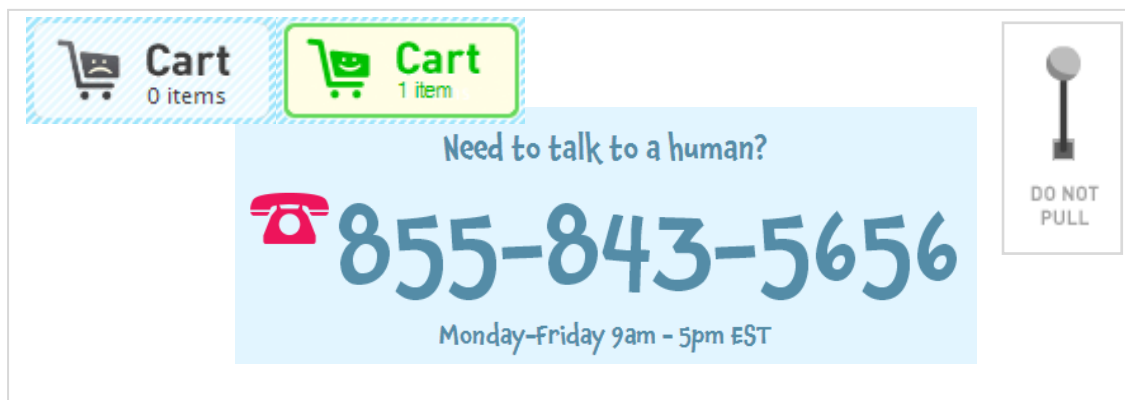 Cart
0 items
Cart
1 item
Need to talk to a human?
855-843-5656
Monday-Friday 9am - 5pm EST
DO NOT
PULL